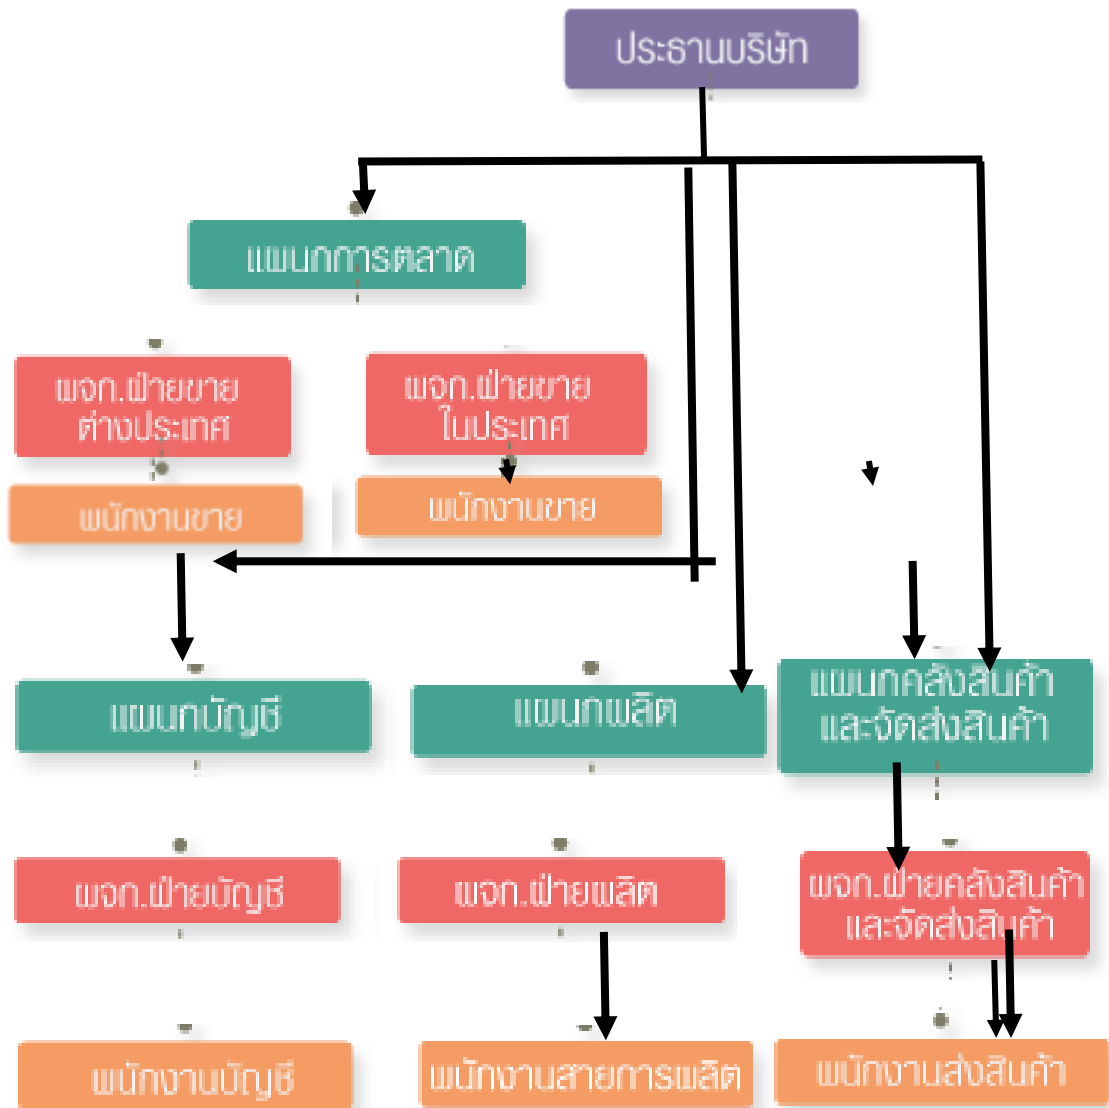 ประธานบริษัท
แผนกการตลาด
ผจก.ฝ่ายขาย
ต่างประเทศ
ผจก.ฝ่ายขาย
ในประเทศ
พนักงานขาย
พนักงานขาย
แผนกบัญชี
แผนกผลิต
แผนกคลังสินค้า
และจัดส่งสินค้า
ผจก.ฝ่ายบัญชี
ผจก.ฝ่ายผลิต
ผจก.ฝ่ายคลังสินค้า
และจัดส่งสินค้า
พนักงานบัญชี
พนักงานสายการผลิต
พนักงานส่งสินค้า